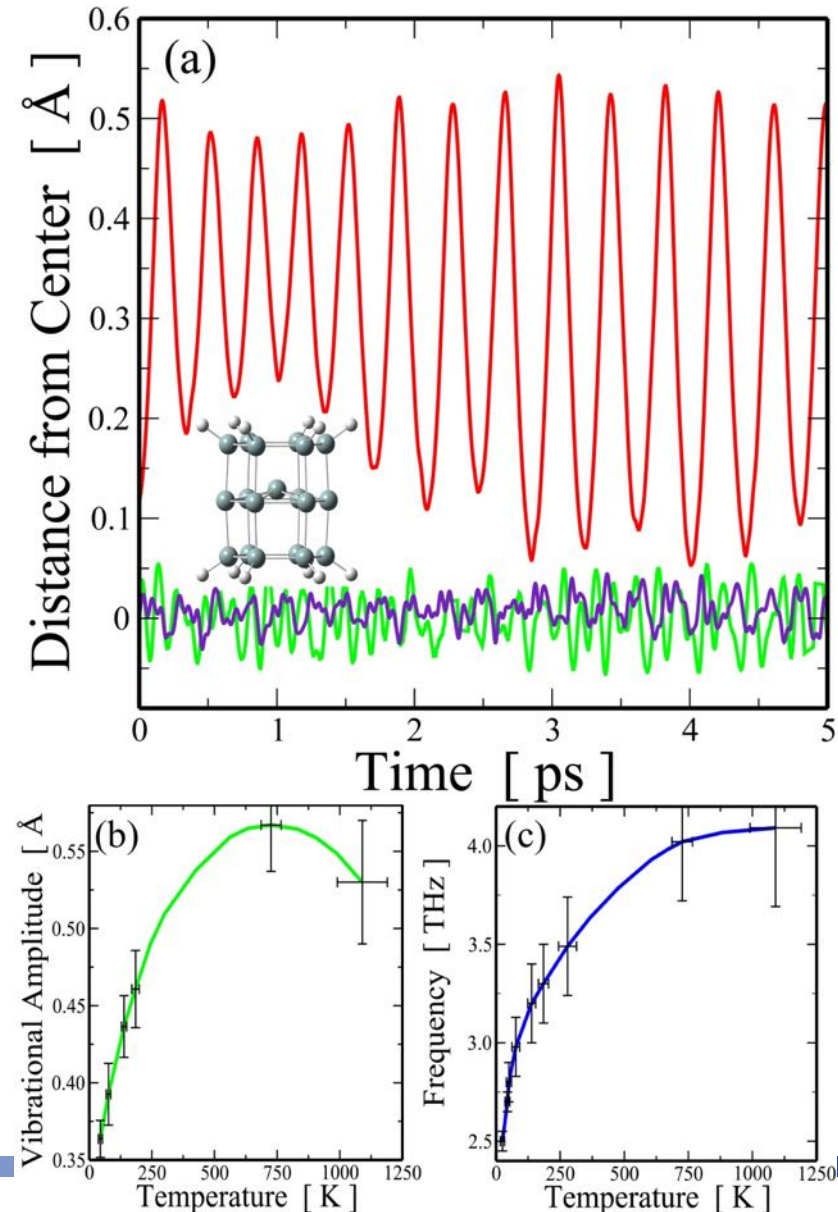 (a)
Distance from Center [ Å ]
0.6
0.5
0.4
0.3
0.2
0.1
0
0 1 2 3 4 5
Time [ ps ]
(b)
Vibrational Amplitude [ Å
0.55
0.50
0.45
0.40
0.35
0 250 500 750 1000 1250
Temperature [ K ]
(c)
Frequency [ THz ]
4.0
3.5
3.0
2.5
0 250 500 750 1000 1250
Temperature [ K ]